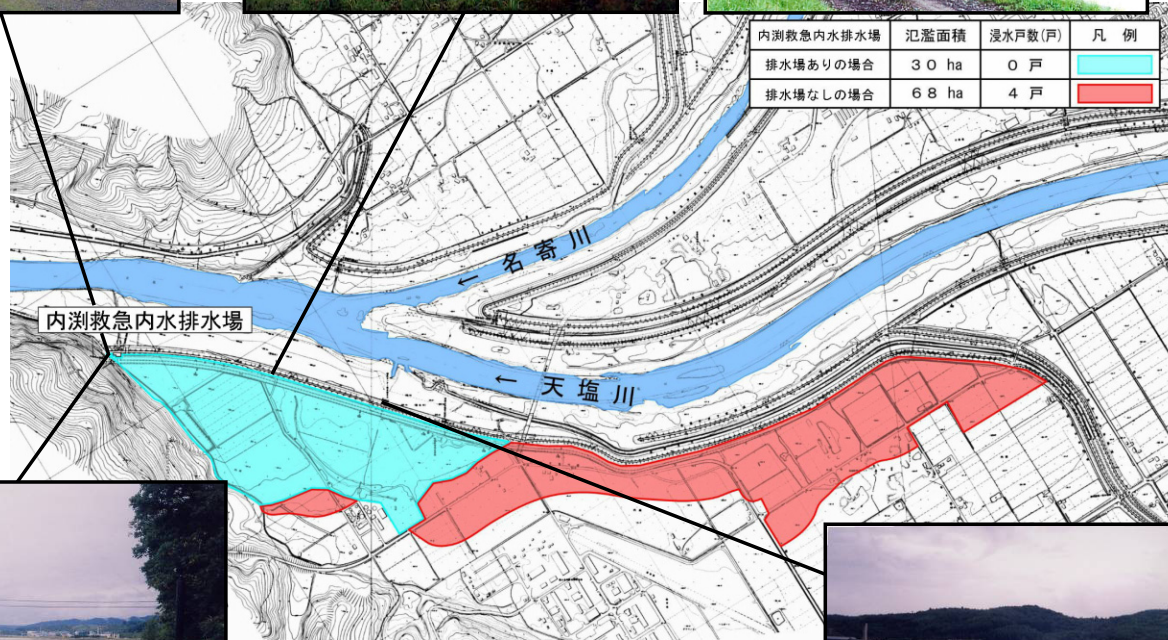 内渕救急内水排水場 氾濫面積 浸水戸数(戸) 凡 例
排水場ありの場合 30 ha 0 戸
排水場なしの場合 68 ha 4 戸
← 名寄川
内渕救急内水排水場
← 天塩川